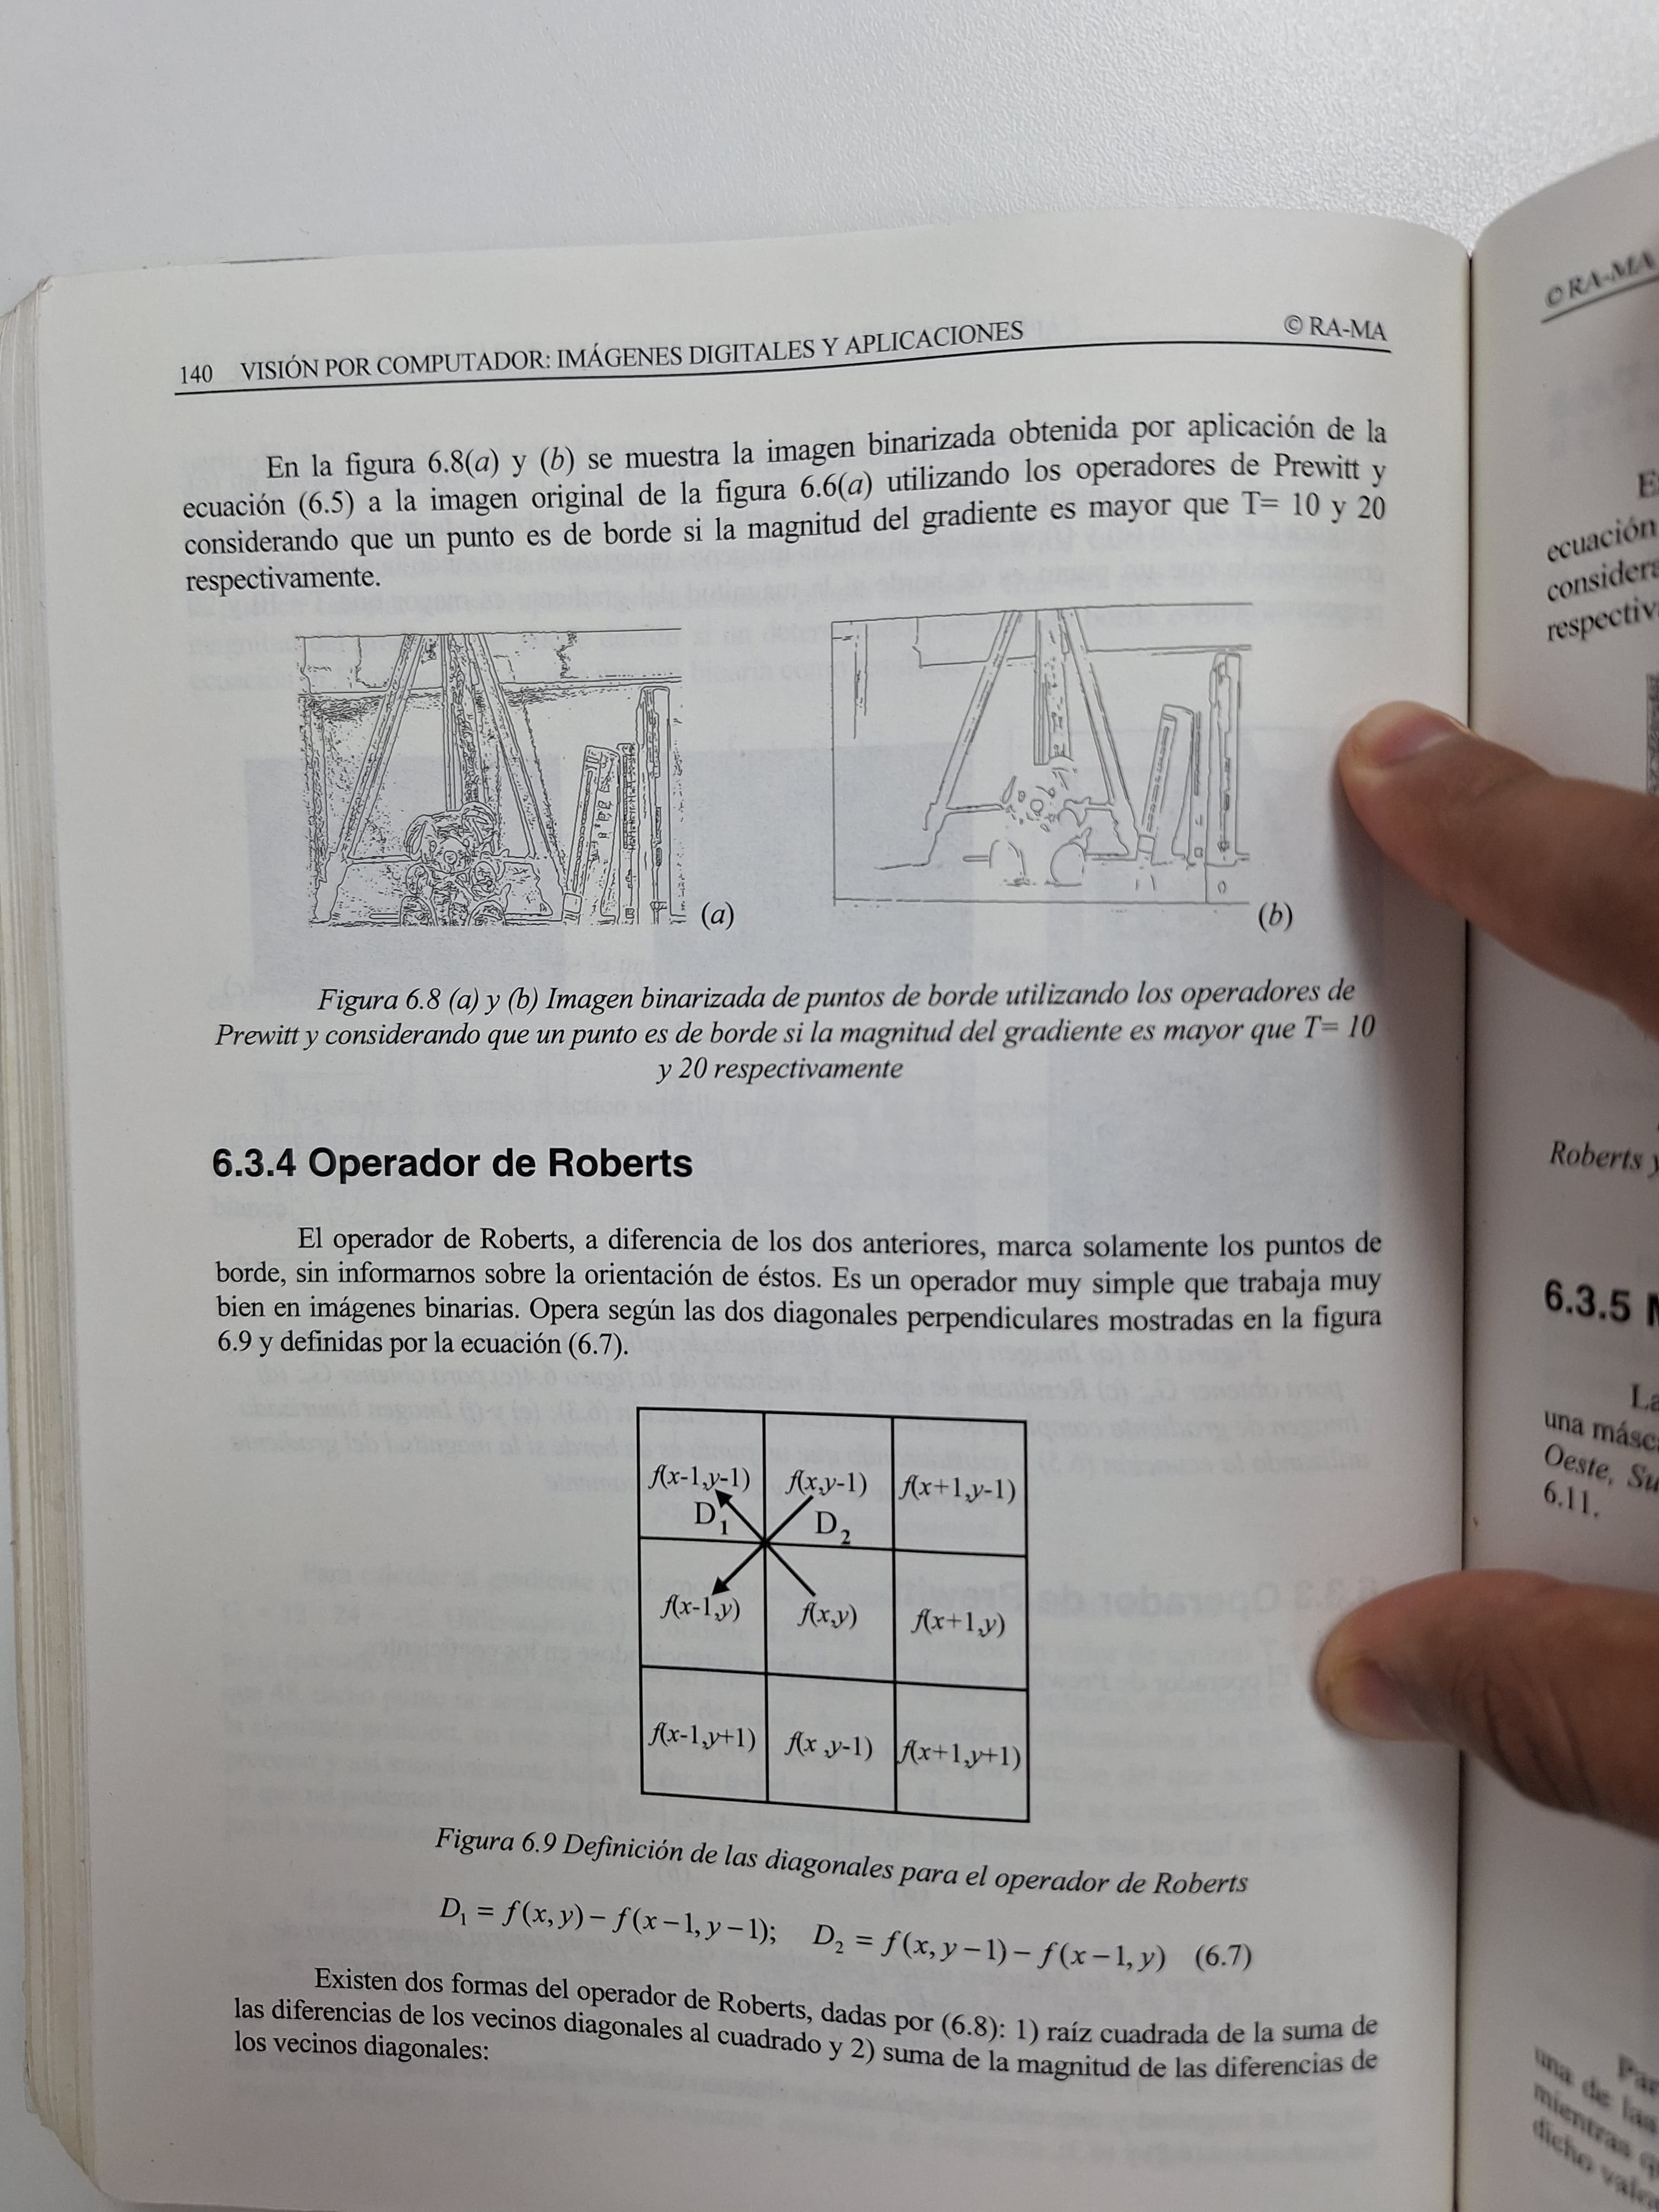 140 VISIÓN POR COMPUTADOR: IMÁGENES DIGITALES Y APLICACIONES © RA-MA
En la figura 6.8(a) y (b) se muestra la imagen binarizada obtenida por aplicación de la
ecuación (6.5) a la imagen original de la figura 6.6(a) utilizando los operadores de Prewitt y
considerando que un punto es de borde si la magnitud del gradiente es mayor que T= 10 y 20
respectivamente.
(a) (b)
Figura 6.8 (a) y (b) Imagen binarizada de puntos de borde utilizando los operadores de
Prewitt y considerando que un punto es de borde si la magnitud del gradiente es mayor que T= 10
y 20 respectivamente
6.3.4 Operador de Roberts
El operador de Roberts, a diferencia de los dos anteriores, marca solamente los puntos de
borde, sin informarnos sobre la orientación de éstos. Es un operador muy simple que trabaja muy
bien en imágenes binarias. Opera según las dos diagonales perpendiculares mostradas en la figura
6.9 y definidas por la ecuación (6.7).
f(x-1,y-1) f(x,y-1) f(x+1,y-1)
D₁ D₂
f(x-1,y) f(x,y) f(x+1,y)
f(x-1,y+1) f(x ,y-1) f(x+1,y+1)
Figura 6.9 Definición de las diagonales para el operador de Roberts
D₁ = f(x, y) − f(x − 1, y − 1); D₂ = f(x, y − 1) − f(x − 1, y) (6.7)
Existen dos formas del operador de Roberts, dadas por (6.8): 1) raíz cuadrada de la suma de
las diferencias de los vecinos diagonales al cuadrado y 2) suma de la magnitud de las diferencias de
los vecinos diagonales:
© RA-MA
ecuación
respectiv
Roberts y
6.3.5
La
una másc
Oeste, Su
6.11.
Par
una de las
mientras q
dicho valo